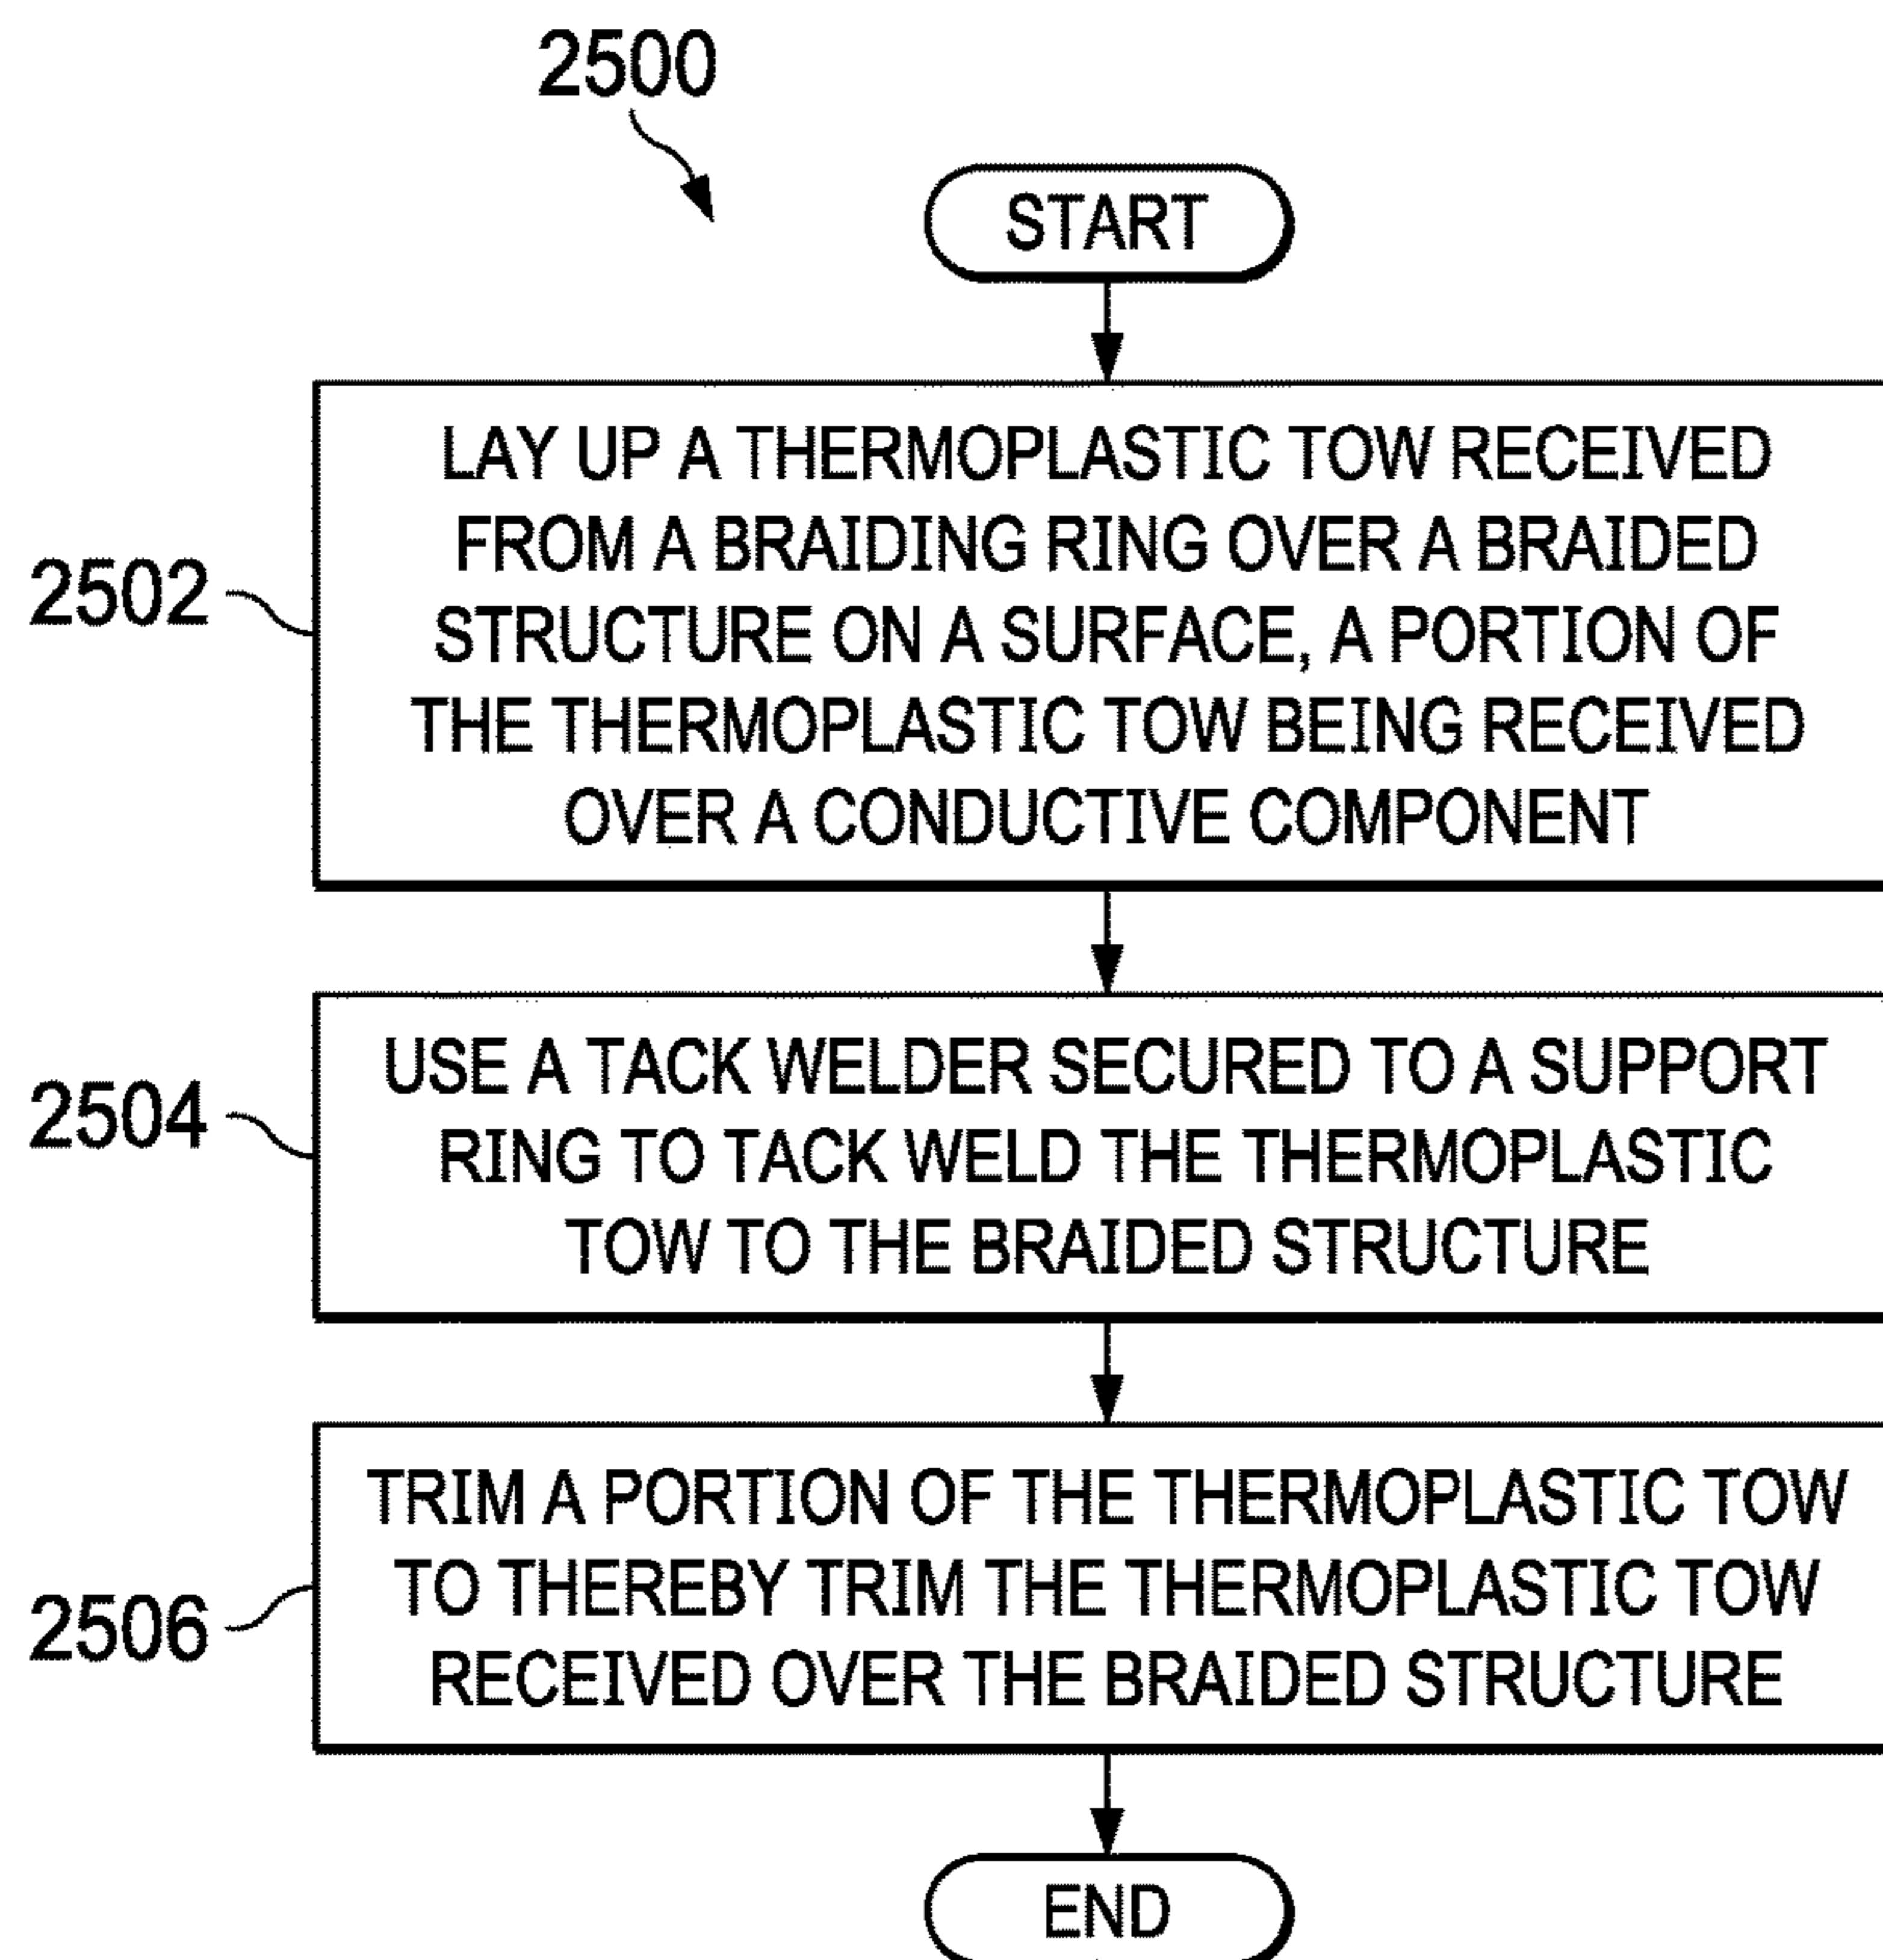 2500
START
2502
LAY UP A THERMOPLASTIC TOW RECEIVED
FROM A BRAIDING RING OVER A BRAIDED
STRUCTURE ON A SURFACE, A PORTION OF
THE THERMOPLASTIC TOW BEING RECEIVED
OVER A CONDUCTIVE COMPONENT
2504
USE A TACK WELDER SECURED TO A SUPPORT
RING TO TACK WELD THE THERMOPLASTIC
TOW TO THE BRAIDED STRUCTURE
2506
TRIM A PORTION OF THE THERMOPLASTIC TOW
TO THEREBY TRIM THE THERMOPLASTIC TOW
RECEIVED OVER THE BRAIDED STRUCTURE
END